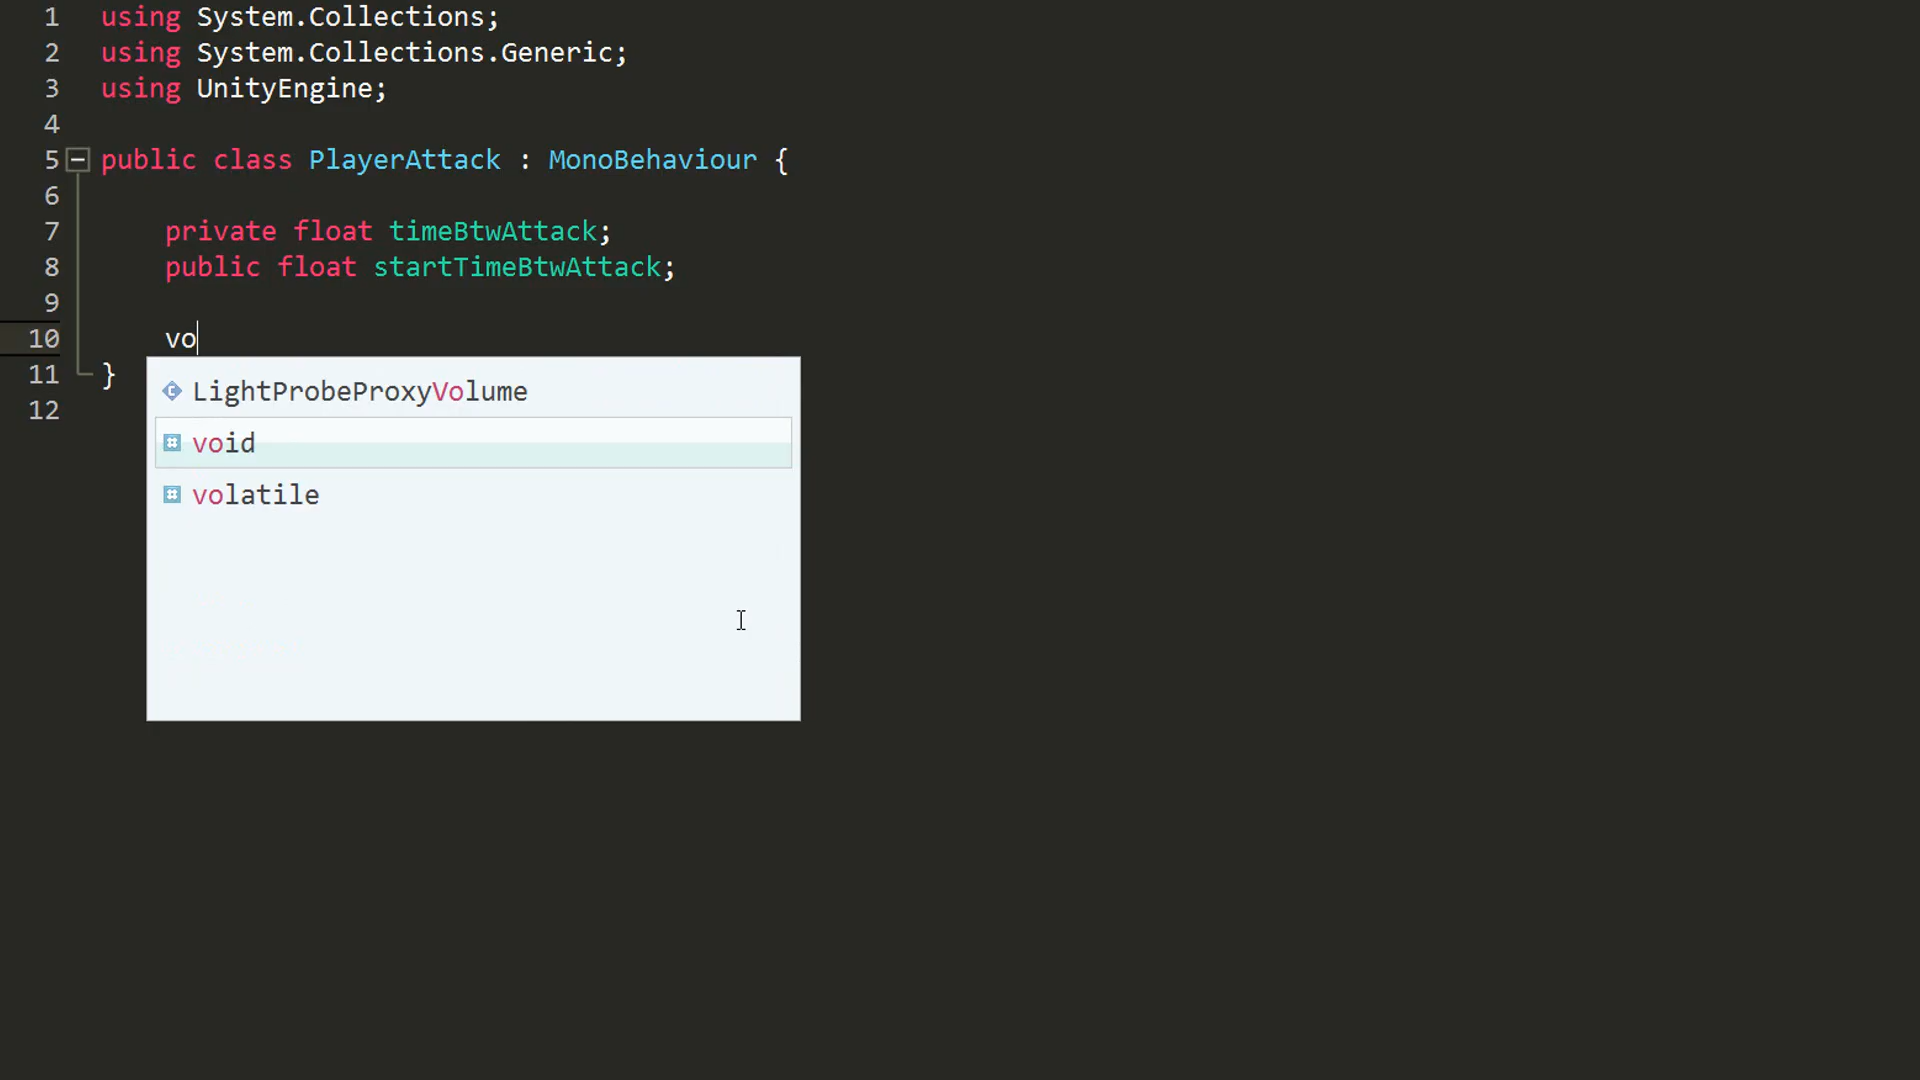 1 using System.Collections;
2 using System.Collections.Generic;
3 using UnityEngine;
4
5 public class PlayerAttack : MonoBehaviour {
6
7 private float timeBtwAttack;
8 public float startTimeBtwAttack;
9
10 vo
11 }
12
LightProbeProxyVolume
void
volatile